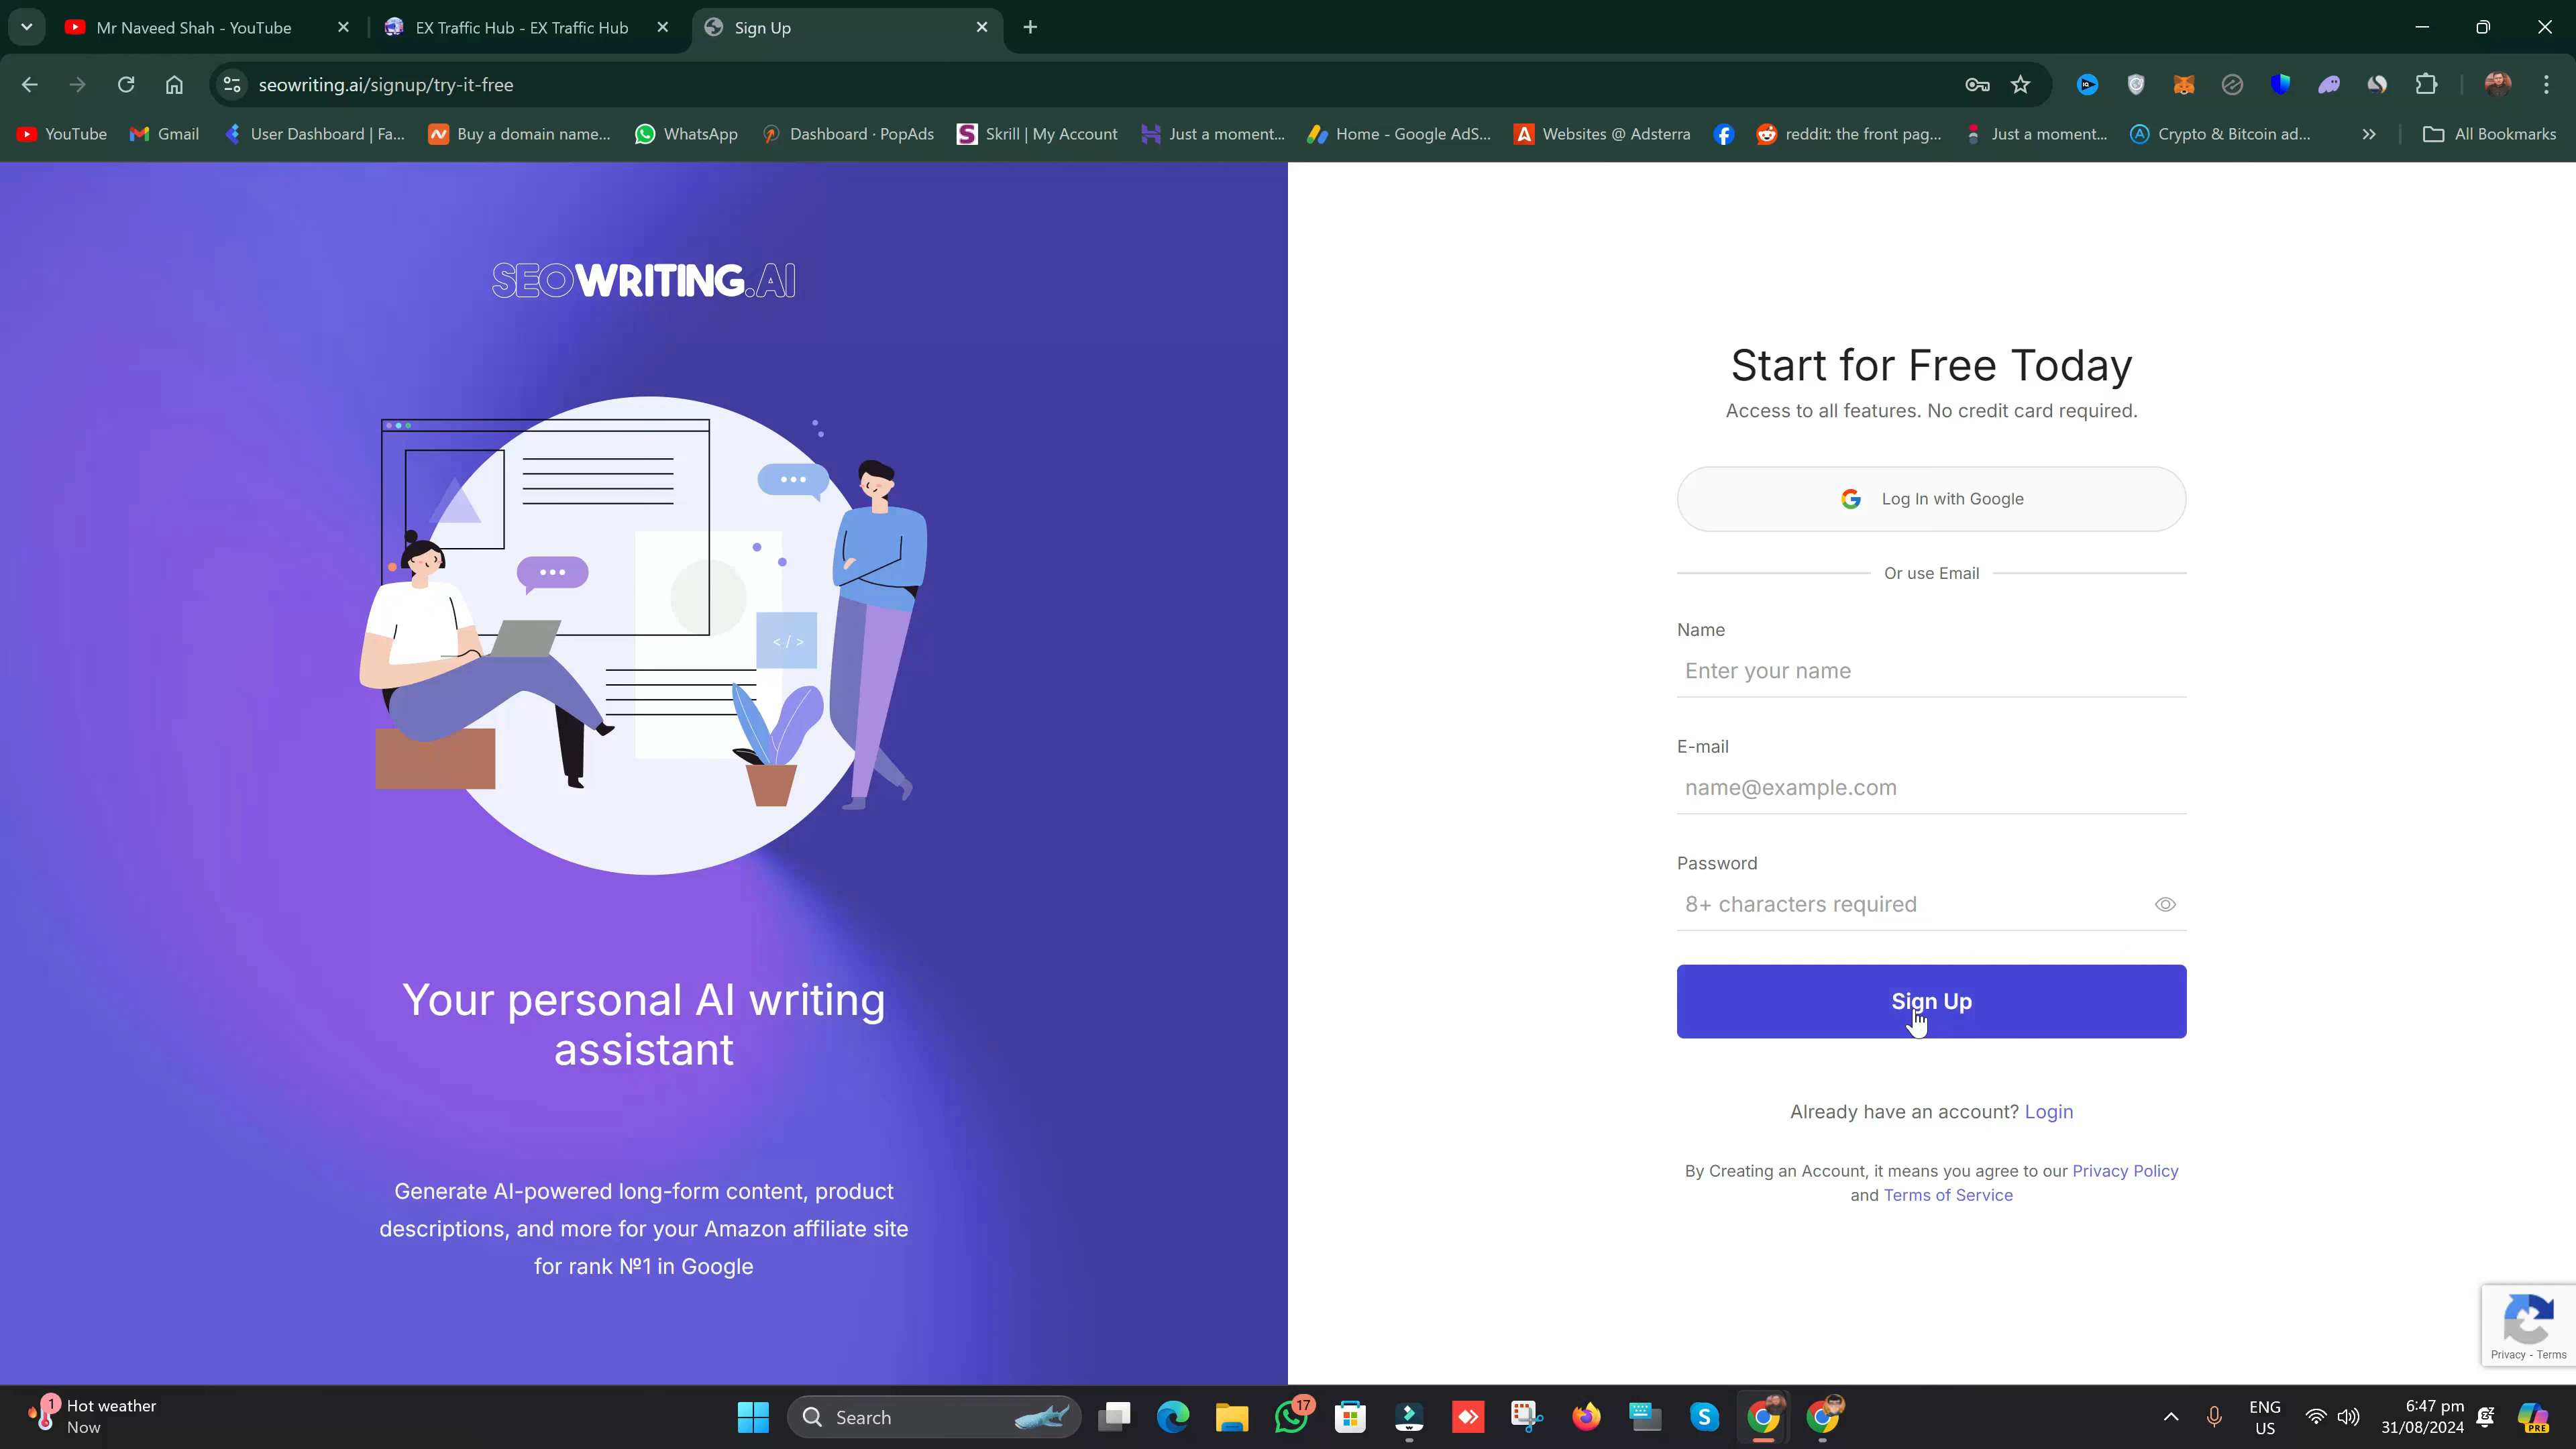 Mr Naveed Shah - YouTube
EX Traffic Hub - EX Traffic Hub
Sign Up
seowriting.ai/signup/try-it-free
YouTube
Gmail
User Dashboard | Fa...
Buy a domain name...
WhatsApp
Dashboard · PopAds
Skrill | My Account
Just a moment...
Home - Google AdS...
Websites @ Adsterra
reddit: the front pag...
Just a moment...
Crypto & Bitcoin ad...
All Bookmarks
SEOWRITING.AI
</>
Your personal AI writing
assistant
Generate AI-powered long-form content, product
descriptions, and more for your Amazon affiliate site
for rank №1 in Google
Start for Free Today
Access to all features. No credit card required.
Log In with Google
Or use Email
Name
Enter your name
E-mail
name@example.com
Password
8+ characters required
Sign Up
Already have an account? Login
By Creating an Account, it means you agree to our Privacy Policy
and Terms of Service
Privacy - Terms
1
Hot weather
Now
Search
17
ENG
US
6:47 pm
31/08/2024
PRE